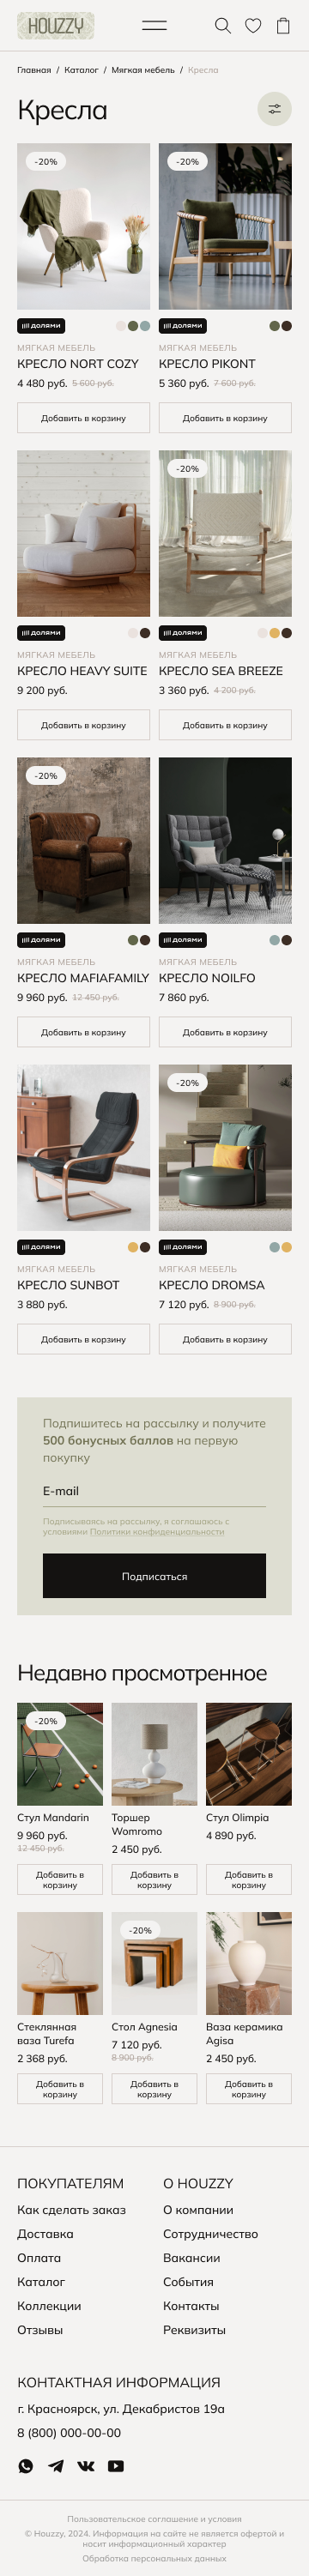 HOUZZY
Главная / Каталог / Мягкая мебель / Кресла
Кресла
-20%
-20%
долями
долями
МЯГКАЯ МЕБЕЛЬ
МЯГКАЯ МЕБЕЛЬ
КРЕСЛО NORT COZY
КРЕСЛО PIKONT
4 480 руб. 5 600 руб.
5 360 руб. 7 600 руб.
Добавить в корзину
Добавить в корзину
-20%
долями
долями
МЯГКАЯ МЕБЕЛЬ
МЯГКАЯ МЕБЕЛЬ
КРЕСЛО HEAVY SUITE
КРЕСЛО SEA BREEZE
9 200 руб.
3 360 руб. 4 200 руб.
Добавить в корзину
Добавить в корзину
-20%
долями
долями
МЯГКАЯ МЕБЕЛЬ
МЯГКАЯ МЕБЕЛЬ
КРЕСЛО MAFIAFAMILY
КРЕСЛО NOILFO
9 960 руб. 12 450 руб.
7 860 руб.
Добавить в корзину
Добавить в корзину
-20%
долями
долями
МЯГКАЯ МЕБЕЛЬ
МЯГКАЯ МЕБЕЛЬ
КРЕСЛО SUNBOT
КРЕСЛО DROMSA
3 880 руб.
7 120 руб. 8 900 руб.
Добавить в корзину
Добавить в корзину
Подпишитесь на рассылку и получите
500 бонусных баллов на первую
покупку
E-mail
Подписываясь на рассылку, я соглашаюсь с
условиями Политики конфиденциальности
Подписаться
Недавно просмотренное
-20%
Стул Mandarin
9 960 руб.
12 450 руб.
Добавить в
корзину
Торшер
Womromo
2 450 руб.
Добавить в
корзину
Стул Olimpia
4 890 руб.
Добавить в
корзину
Стеклянная
ваза Turefa
2 368 руб.
Добавить в
корзину
-20%
Стол Agnesia
7 120 руб.
8 900 руб.
Добавить в
корзину
Ваза керамика
Agisa
2 450 руб.
Добавить в
корзину
ПОКУПАТЕЛЯМ
Как сделать заказ
Доставка
Оплата
Каталог
Коллекции
Отзывы
О HOUZZY
О компании
Сотрудничество
Вакансии
События
Контакты
Реквизиты
КОНТАКТНАЯ ИНФОРМАЦИЯ
г. Красноярск, ул. Декабристов 19а
8 (800) 000-00-00
Пользовательское соглашение и условия
© Houzzy, 2024. Информация на сайте не является офертой и
носит информационный характер
Обработка персональных данных